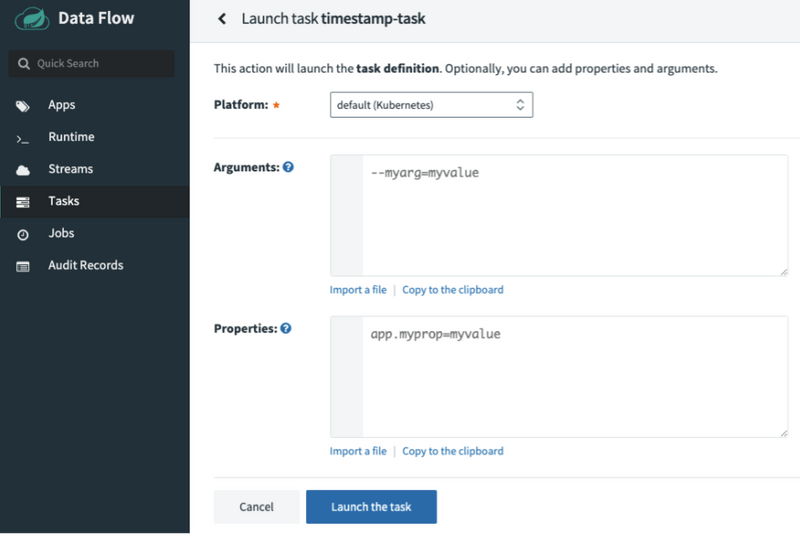 Data Flow
Quick Search
Apps
Runtime
Streams
Tasks
Jobs
Audit Records
Launch task timestamp-task
This action will launch the task definition. Optionally, you can add properties and arguments.
Platform: * default (Kubernetes)
Arguments: ? --myarg=myvalue
Import a file | Copy to the clipboard
Properties: ? app.myprop=myvalue
Import a file | Copy to the clipboard
Cancel Launch the task